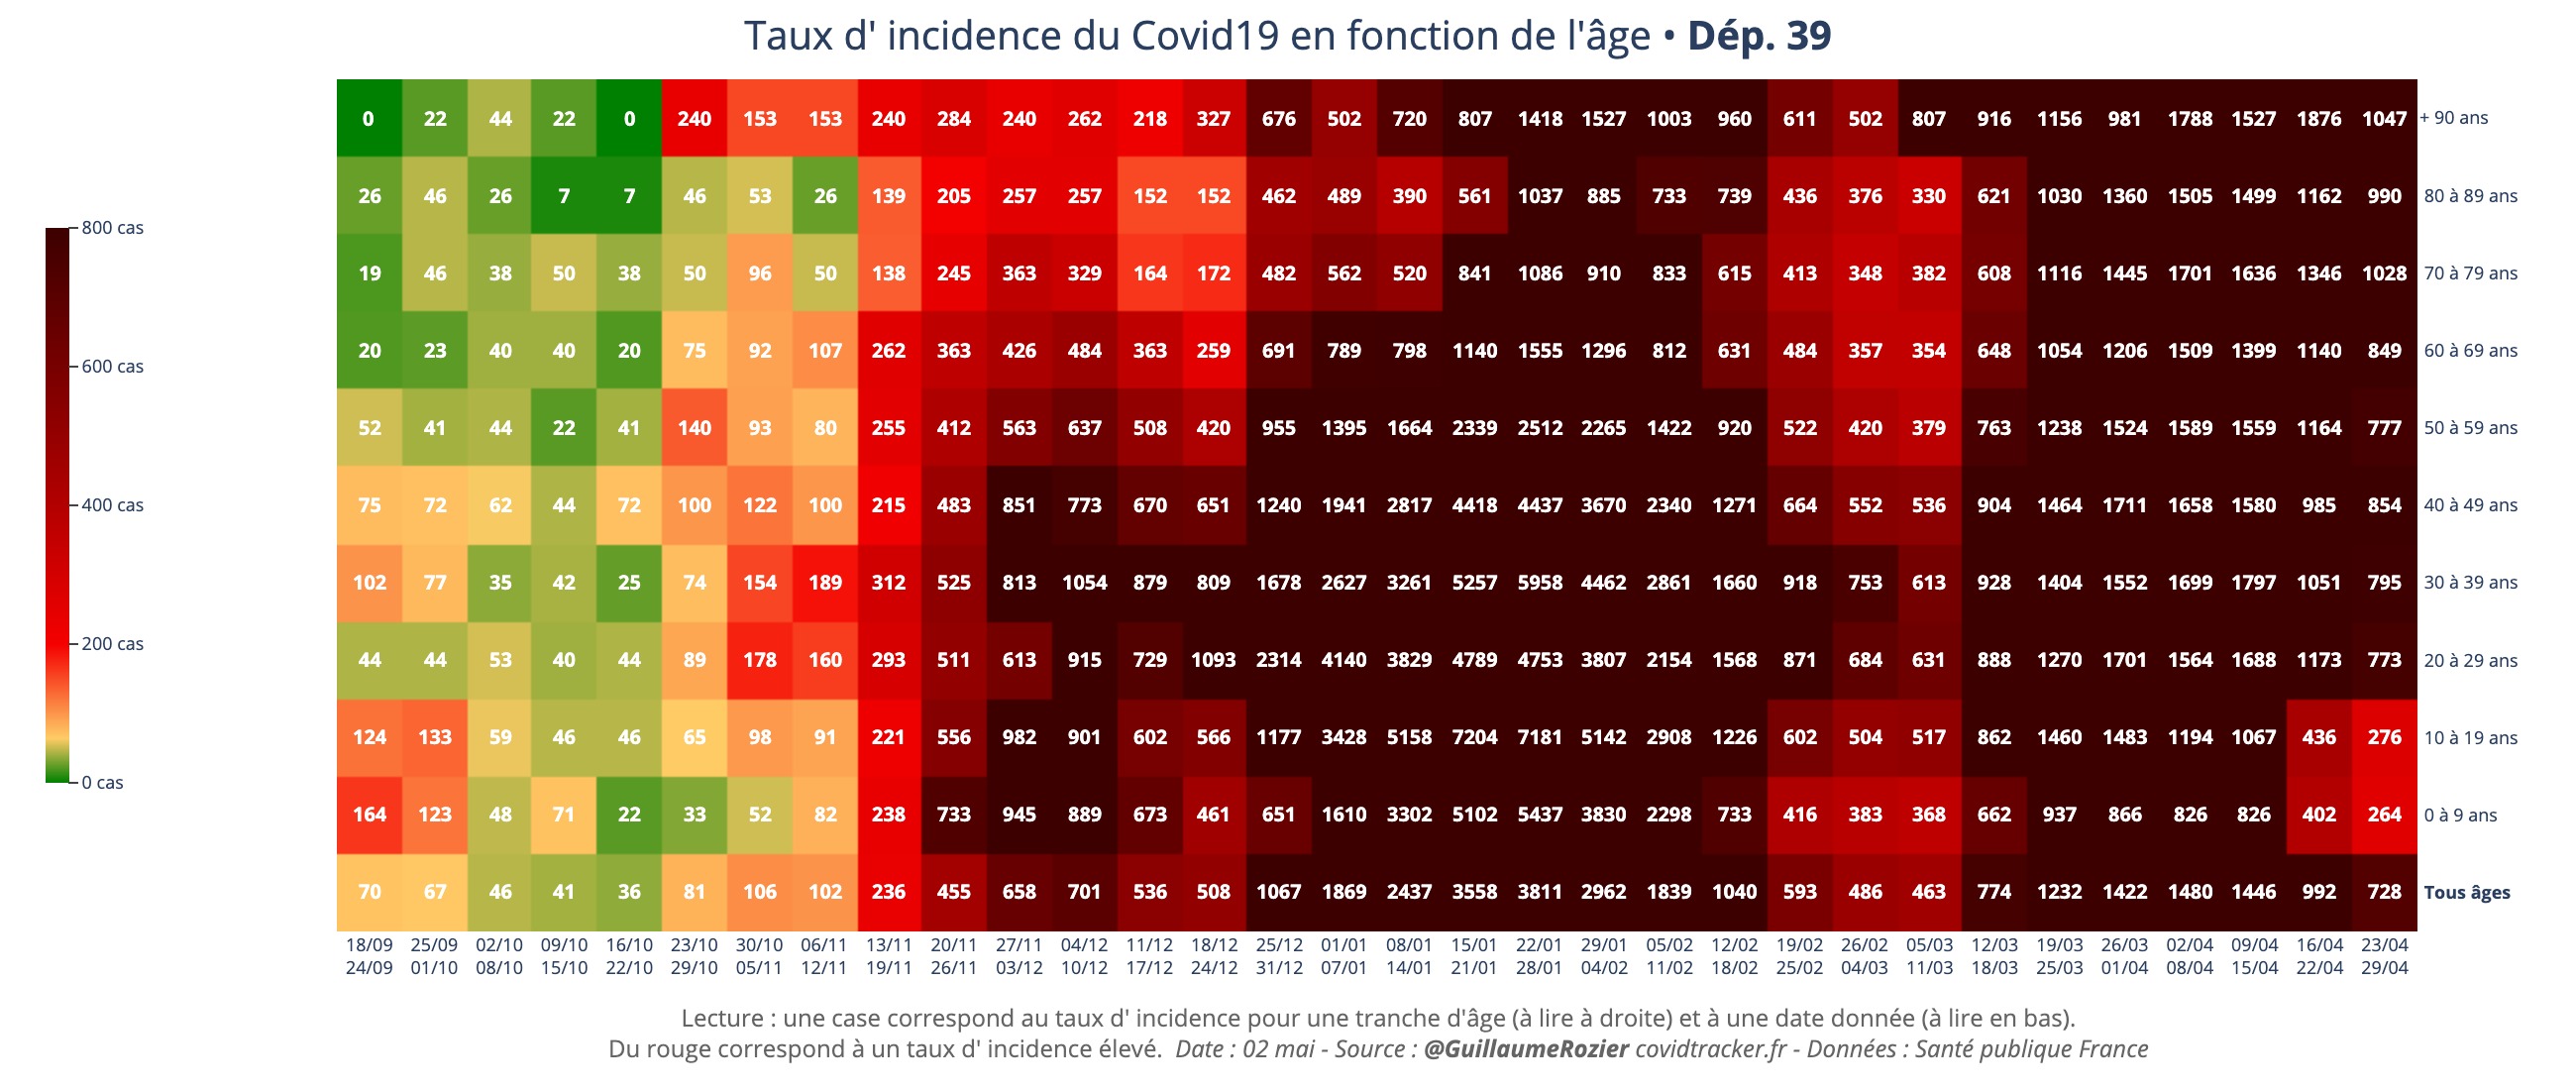 Taux d' incidence du Covid19 en fonction de l'âge • Dép. 39
0 22 44 22 0 240 153 153 240 284 240 262 218 327 676 502 720 807 1418 1527 1003 960 611 502 807 916 1156 981 1788 1527 1876 1047 + 90 ans
26 46 26 7 7 46 53 26 139 205 257 257 152 152 462 489 390 561 1037 885 733 739 436 376 330 621 1030 1360 1505 1499 1162 990 80 à 89 ans
800 cas
19 46 38 50 38 50 96 50 138 245 363 329 164 172 482 562 520 841 1086 910 833 615 413 348 382 608 1116 1445 1701 1636 1346 1028 70 à 79 ans
20 23 40 40 20 75 92 107 262 363 426 484 363 259 691 789 798 1140 1555 1296 812 631 484 357 354 648 1054 1206 1509 1399 1140 849 60 à 69 ans
600 cas
52 41 44 22 41 140 93 80 255 412 563 637 508 420 955 1395 1664 2339 2512 2265 1422 920 522 420 379 763 1238 1524 1589 1559 1164 777 50 à 59 ans
400 cas
75 72 62 44 72 100 122 100 215 483 851 773 670 651 1240 1941 2817 4418 4437 3670 2340 1271 664 552 536 904 1464 1711 1658 1580 985 854 40 à 49 ans
102 77 35 42 25 74 154 189 312 525 813 1054 879 809 1678 2627 3261 5257 5958 4462 2861 1660 918 753 613 928 1404 1552 1699 1797 1051 795 30 à 39 ans
200 cas
44 44 53 40 44 89 178 160 293 511 613 915 729 1093 2314 4140 3829 4789 4753 3807 2154 1568 871 684 631 888 1270 1701 1564 1688 1173 773 20 à 29 ans
124 133 59 46 46 65 98 91 221 556 982 901 602 566 1177 3428 5158 7204 7181 5142 2908 1226 602 504 517 862 1460 1483 1194 1067 436 276 10 à 19 ans
0 cas
164 123 48 71 22 33 52 82 238 733 945 889 673 461 651 1610 3302 5102 5437 3830 2298 733 416 383 368 662 937 866 826 826 402 264 0 à 9 ans
70 67 46 41 36 81 106 102 236 455 658 701 536 508 1067 1869 2437 3558 3811 2962 1839 1040 593 486 463 774 1232 1422 1480 1446 992 728 Tous âges
18/09 25/09 02/10 09/10 16/10 23/10 30/10 06/11 13/11 20/11 27/11 04/12 11/12 18/12 25/12 01/01 08/01 15/01 22/01 29/01 05/02 12/02 19/02 26/02 05/03 12/03 19/03 26/03 02/04 09/04 16/04 23/04
24/09 01/10 08/10 15/10 22/10 29/10 05/11 12/11 19/11 26/11 03/12 10/12 17/12 24/12 31/12 07/01 14/01 21/01 28/01 04/02 11/02 18/02 25/02 04/03 11/03 18/03 25/03 01/04 08/04 15/04 22/04 29/04
Lecture : une case correspond au taux d' incidence pour une tranche d'âge (à lire à droite) et à une date donnée (à lire en bas).
Du rouge correspond à un taux d' incidence élevé. Date : 02 mai - Source : @GuillaumeRozier covidtracker.fr - Données : Santé publique France